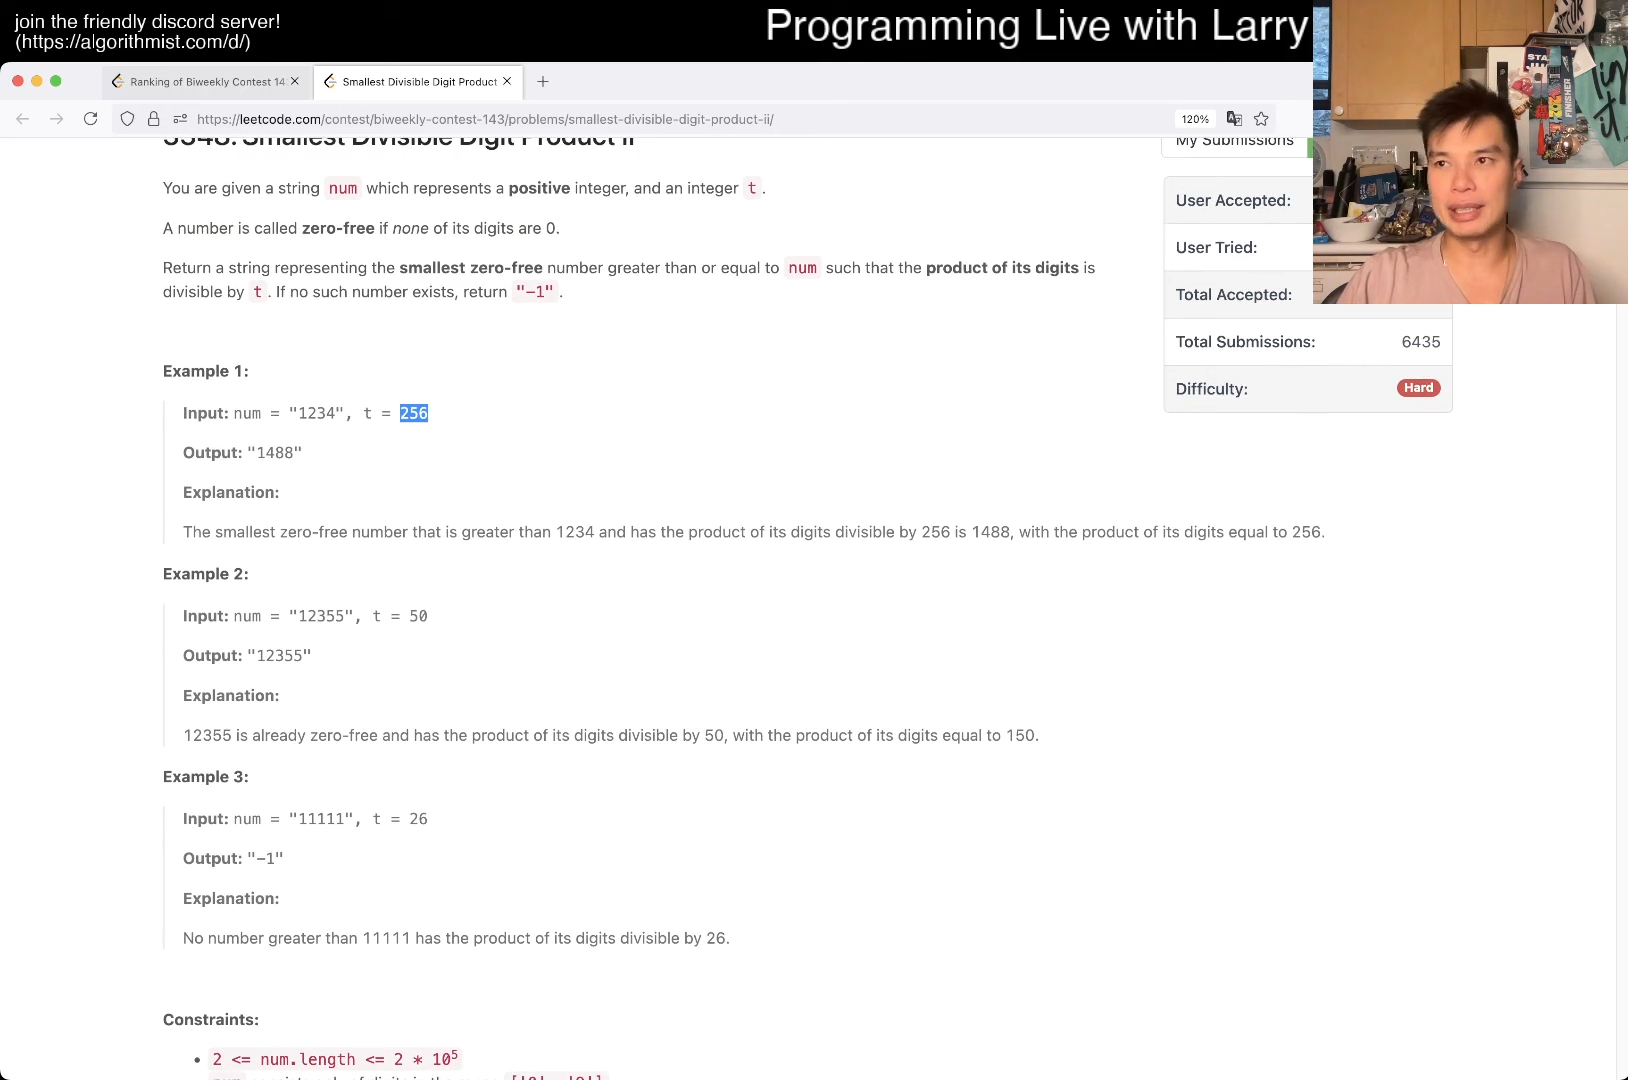 join the friendly discord server!
(https://algorithmist.com/d/)
Programming Live with Larry
Ranking of Biweekly Contest 14
Smallest Divisible Digit Product
https://leetcode.com/contest/biweekly-contest-143/problems/smallest-divisible-digit-product-ii/
120%
3348. Smallest Divisible Digit Product II
My Submissions
You are given a string num which represents a positive integer, and an integer t.
A number is called zero-free if none of its digits are 0.
Return a string representing the smallest zero-free number greater than or equal to num such that the product of its digits is
divisible by t. If no such number exists, return "-1".
User Accepted:
User Tried:
Total Accepted:
Total Submissions: 6435
Difficulty: Hard
Example 1:
Input: num = "1234", t = 256
Output: "1488"
Explanation:
The smallest zero-free number that is greater than 1234 and has the product of its digits divisible by 256 is 1488, with the product of its digits equal to 256.
Example 2:
Input: num = "12355", t = 50
Output: "12355"
Explanation:
12355 is already zero-free and has the product of its digits divisible by 50, with the product of its digits equal to 150.
Example 3:
Input: num = "11111", t = 26
Output: "-1"
Explanation:
No number greater than 11111 has the product of its digits divisible by 26.
Constraints:
2 <= num.length <= 2 * 10⁵
FINISHER